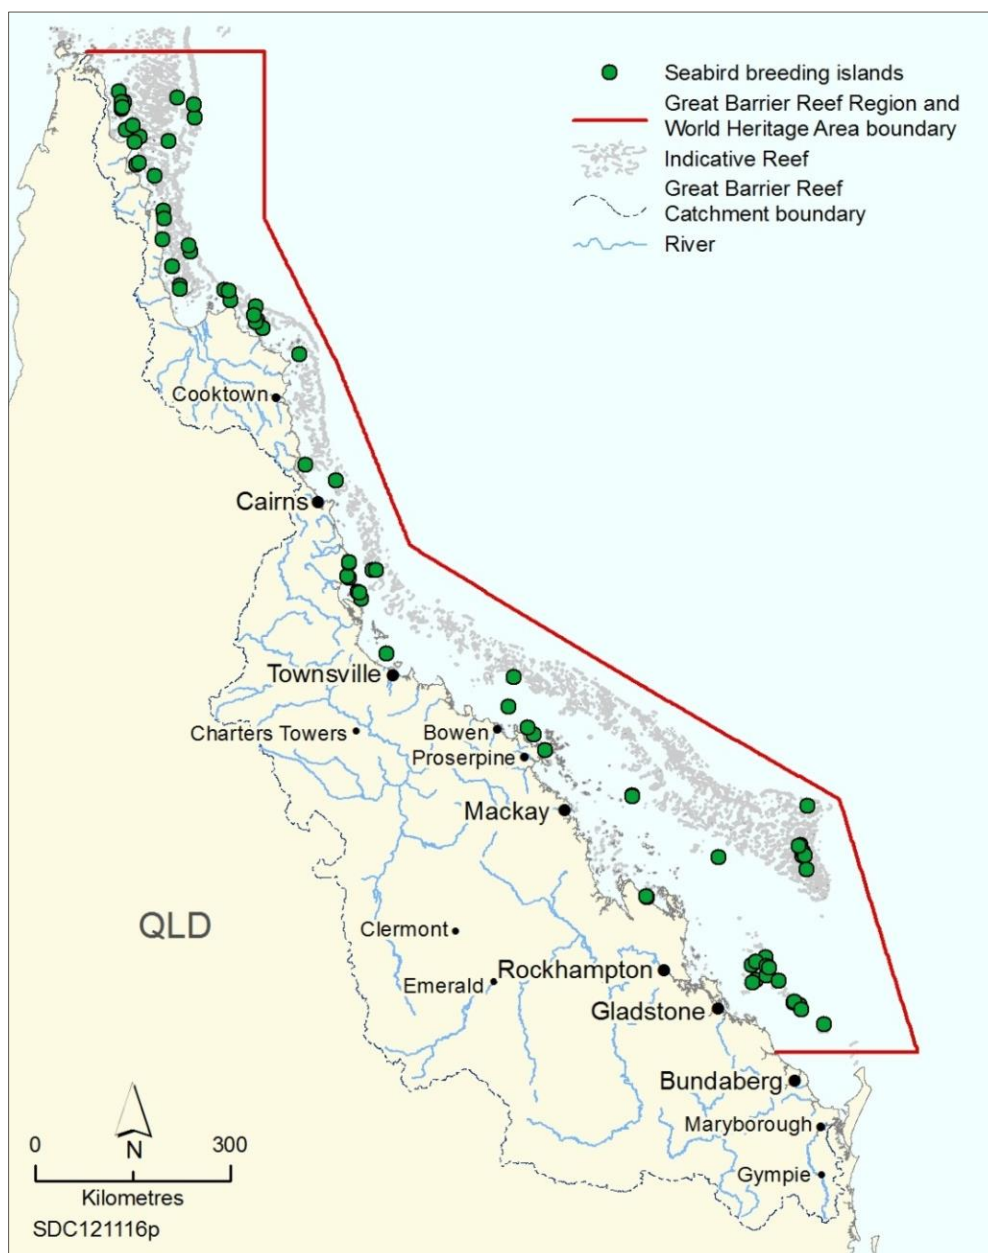 Seabird breeding islands
Great Barrier Reef Region and
World Heritage Area boundary
Indicative Reef
Great Barrier Reef
Catchment boundary
River
Cooktown
Cairns
Townsville
Charters Towers
Bowen
Proserpine
Mackay
QLD
Clermont
Emerald
Rockhampton
Gladstone
Bundaberg
Maryborough
Gympie
0
300
N
Kilometres
SDC121116p